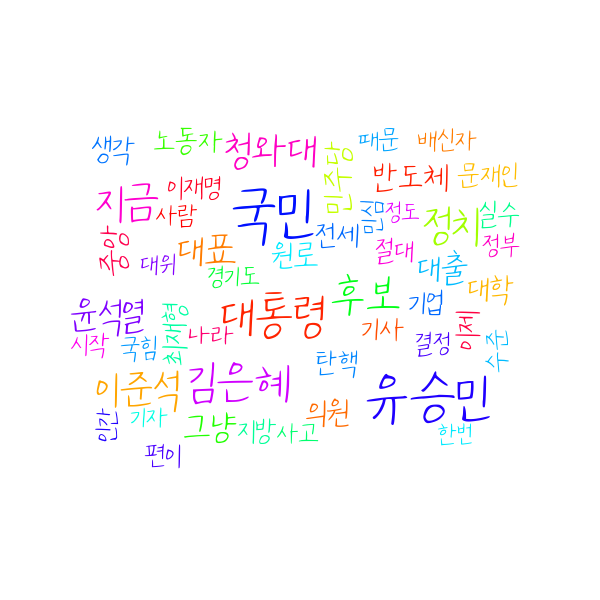 생각 노동자 청와대 민주당 때문 배신자
지금 이재명 국민 반도체 문재인
사람 민심 정도 정치 실수
중앙 대위 대표 원로 전세 절대 대출 정부
경기도 대학
윤석열 최재형 대통령 후보 기업 이제
시작 국힘 나라 기사 결정 수준
이준석 김은혜 탄핵 유승민
인간 기자 그냥 지방사고 의원 한번
편이